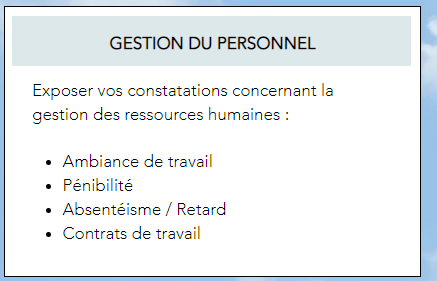 GESTION DU PERSONNEL
Exposer vos constatations concernant la
gestion des ressources humaines :
• Ambiance de travail
• Pénibilité
• Absentéisme / Retard
• Contrats de travail